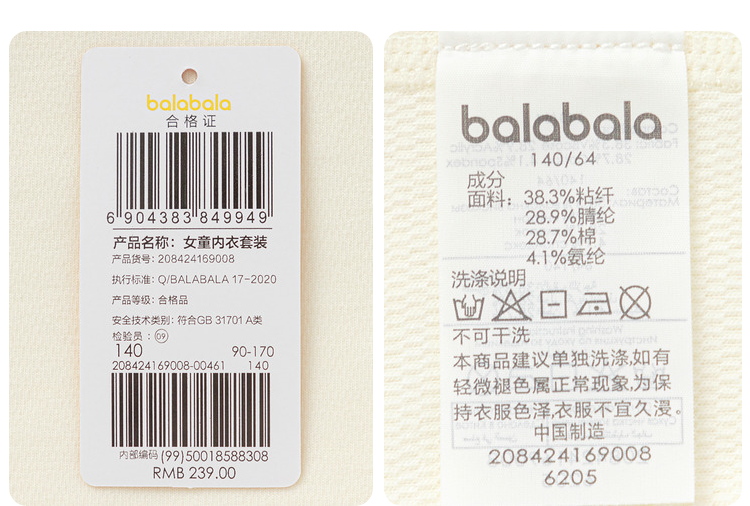 balabala
合格证
6 904383 849949
产品名称: 女童内衣套装
产品货号: 208424169008
执行标准: Q/BALABALA 17-2020
产品等级: 合格品
安全技术类别: 符合GB 31701 A类
检验员: 09
140 90-170
208424169008-00461 140
内部编码 (99)50018588308
RMB 239.00
balabala
140/64
成分
面料: 38.3%粘纤
28.9%腈纶
28.7%棉
4.1%氨纶
洗涤说明
不可干洗
本商品建议单独洗涤,如有
轻微褪色属正常现象,为保
持衣服色泽,衣服不宜久浸。
中国制造
208424169008
6205